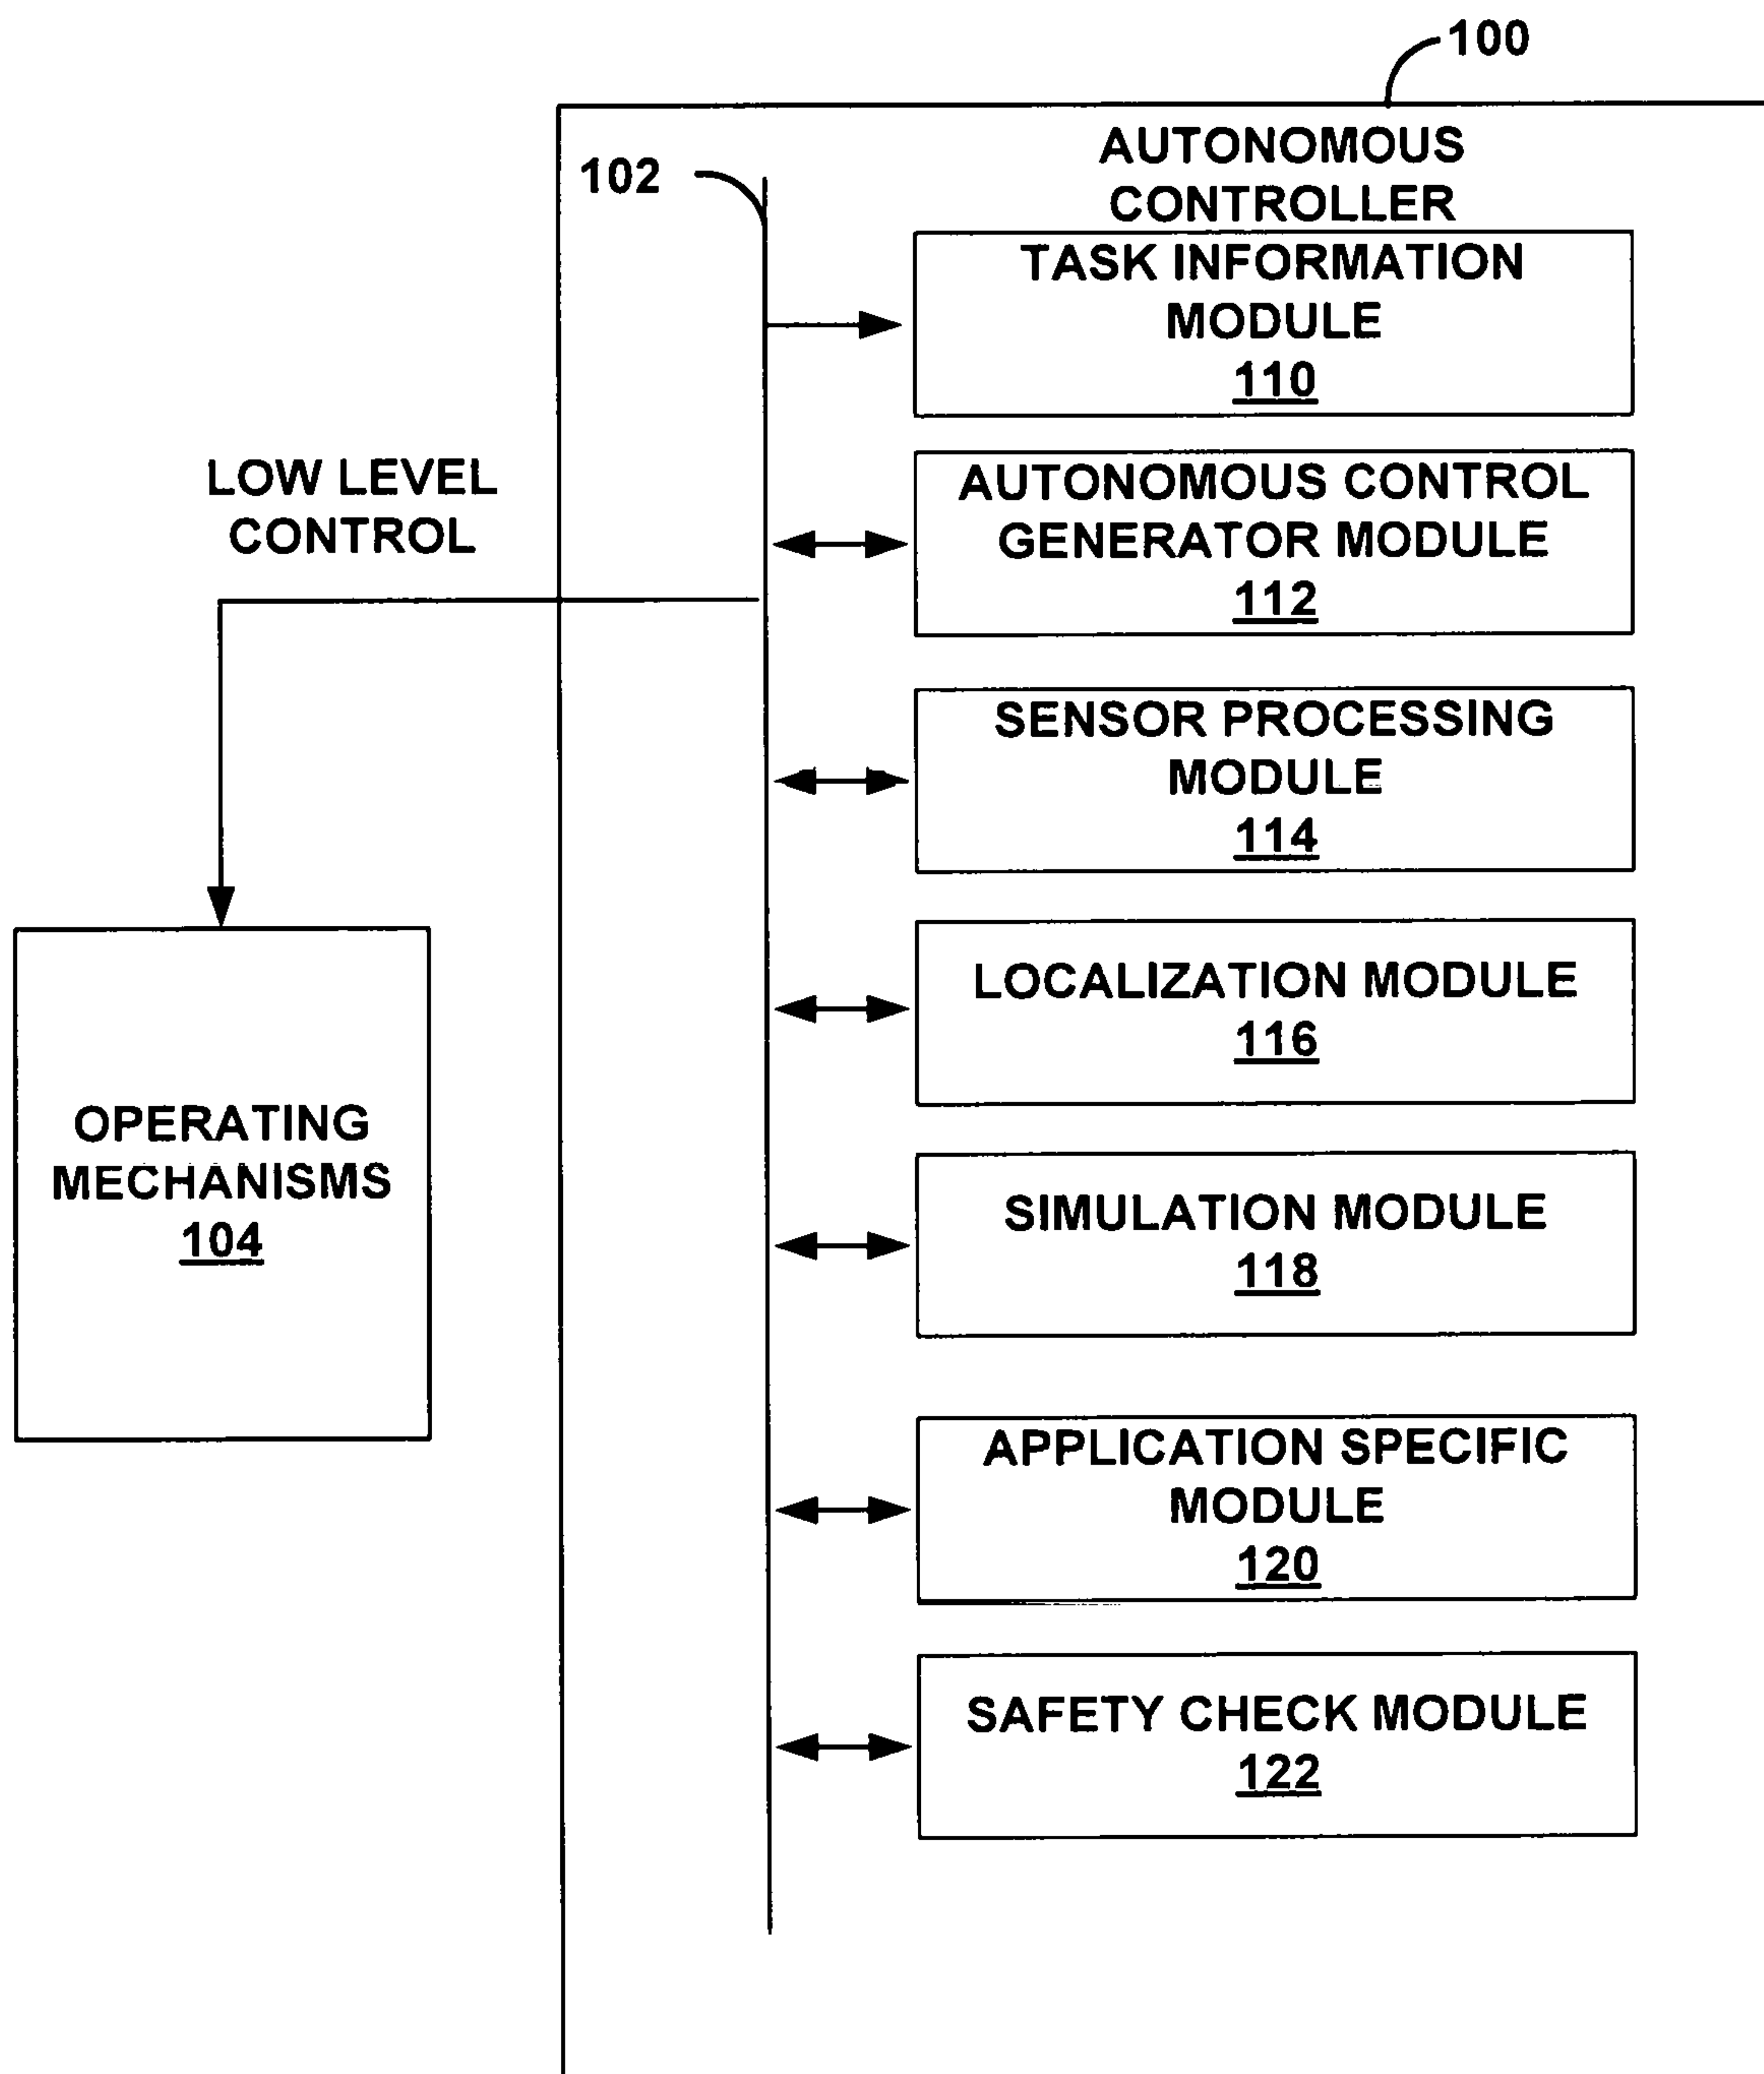 100
AUTONOMOUS
CONTROLLER
102
TASK INFORMATION
MODULE
110
LOW LEVEL
CONTROL
AUTONOMOUS CONTROL
GENERATOR MODULE
112
SENSOR PROCESSING
MODULE
114
LOCALIZATION MODULE
116
OPERATING
MECHANISMS
104
SIMULATION MODULE
118
APPLICATION SPECIFIC
MODULE
120
SAFETY CHECK MODULE
122